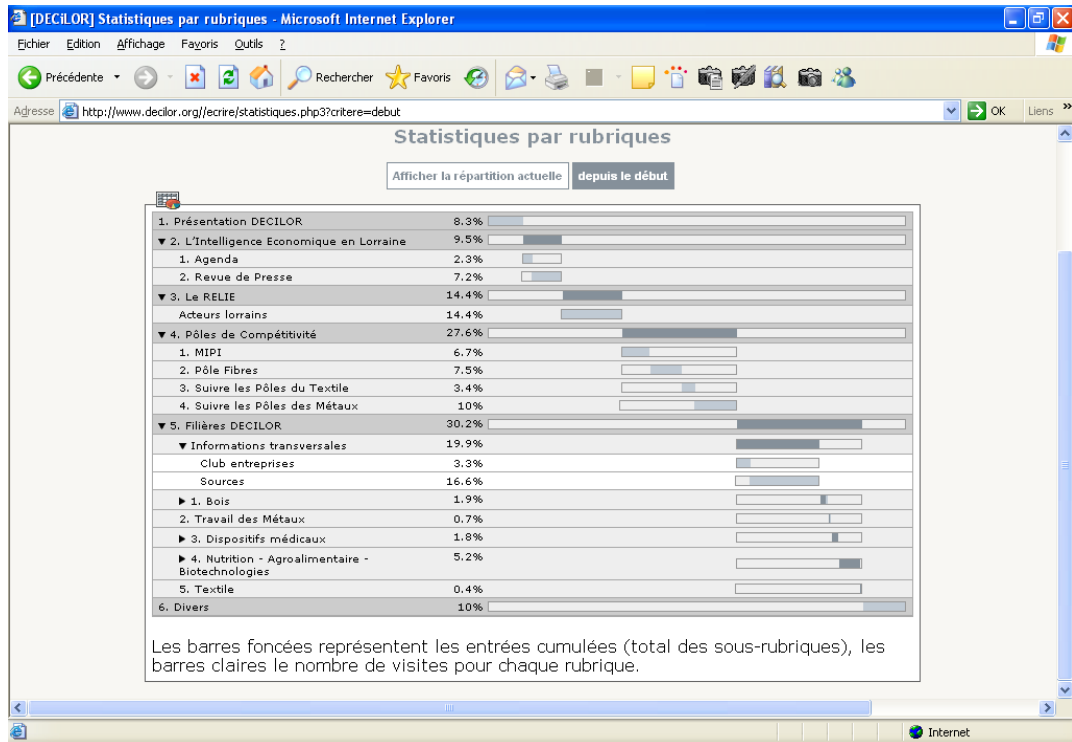 [DECiLOR] Statistiques par rubriques - Microsoft Internet Explorer
Fichier Edition Affichage Favoris Outils ?
Précédente Rechercher Favoris
Adresse http://www.decilor.org//ecrire/statistiques.php3?critere=debut OK Liens »
Statistiques par rubriques
Afficher la répartition actuelle depuis le début
1. Présentation DECILOR 8.3%
▼ 2. L'Intelligence Economique en Lorraine 9.5%
1. Agenda 2.3%
2. Revue de Presse 7.2%
▼ 3. Le RELIE 14.4%
Acteurs lorrains 14.4%
▼ 4. Pôles de Compétitivité 27.6%
1. MIPI 6.7%
2. Pôle Fibres 7.5%
3. Suivre les Pôles du Textile 3.4%
4. Suivre les Pôles des Métaux 10%
▼ 5. Filières DECILOR 30.2%
▼ Informations transversales 19.9%
Club entreprises 3.3%
Sources 16.6%
▶ 1. Bois 1.9%
2. Travail des Métaux 0.7%
▶ 3. Dispositifs médicaux 1.8%
▶ 4. Nutrition - Agroalimentaire - 5.2%
Biotechnologies
5. Textile 0.4%
6. Divers 10%
Les barres foncées représentent les entrées cumulées (total des sous-rubriques), les
barres claires le nombre de visites pour chaque rubrique.
Internet